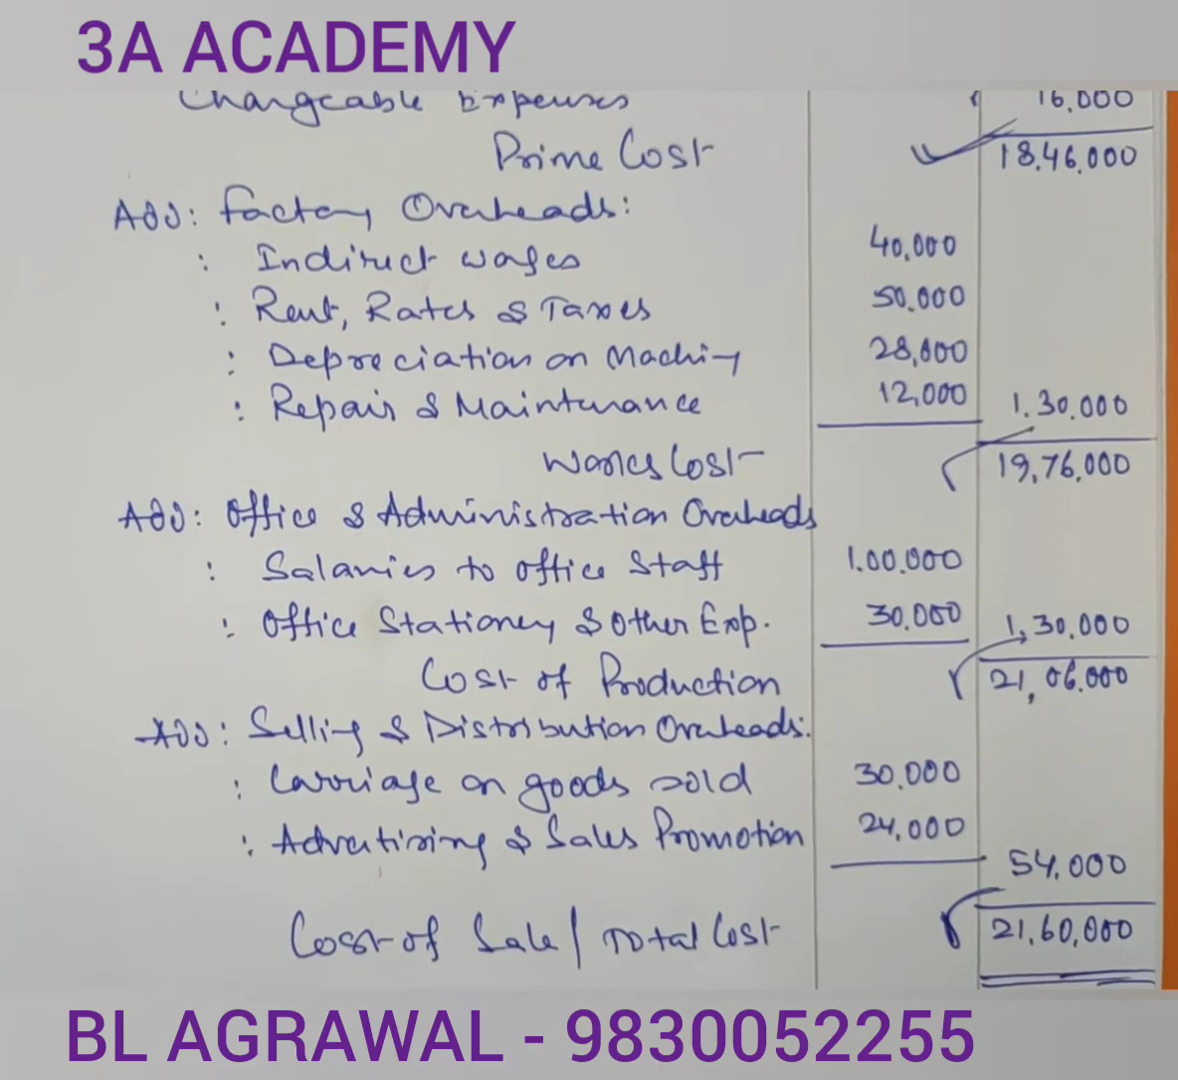 3A ACADEMY
Chargeable Expenses 16,000
Prime Cost 18,46,000
Add: Factory Overheads:
: Indirect wages 40,000
: Rent, Rates & Taxes 50,000
: Depreciation on Machiny 28,000
: Repair & Maintenance 12,000 1,30,000
Works Cost 19,76,000
Add: Office & Administration Overheads
: Salaries to office Staff 1,00,000
: Office Stationey & Other Exp. 30,000 1,30,000
Cost of Production 21,06,000
Add: Selling & Distribution Overheads:
: Carriage on goods sold 30,000
: Advertising & Sales Promotion 24,000 54,000
Cost of Sale / Total Cost 21,60,000
BL AGRAWAL - 9830052255